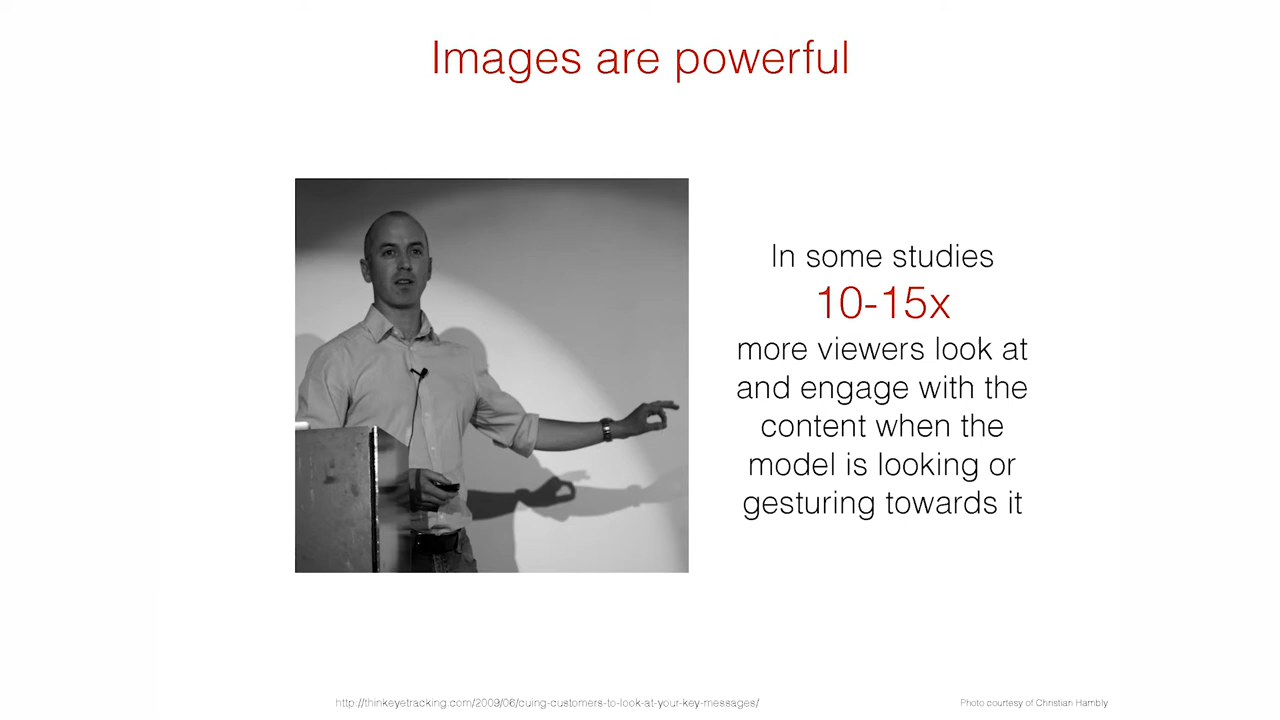 Images are powerful
In some studies
10-15x
more viewers look at
and engage with the
content when the
model is looking or
gesturing towards it
http://thinkeyetracking.com/2009/06/cuing-customers-to-look-at-your-key-messages/
Photo courtesy of Christian Hambly